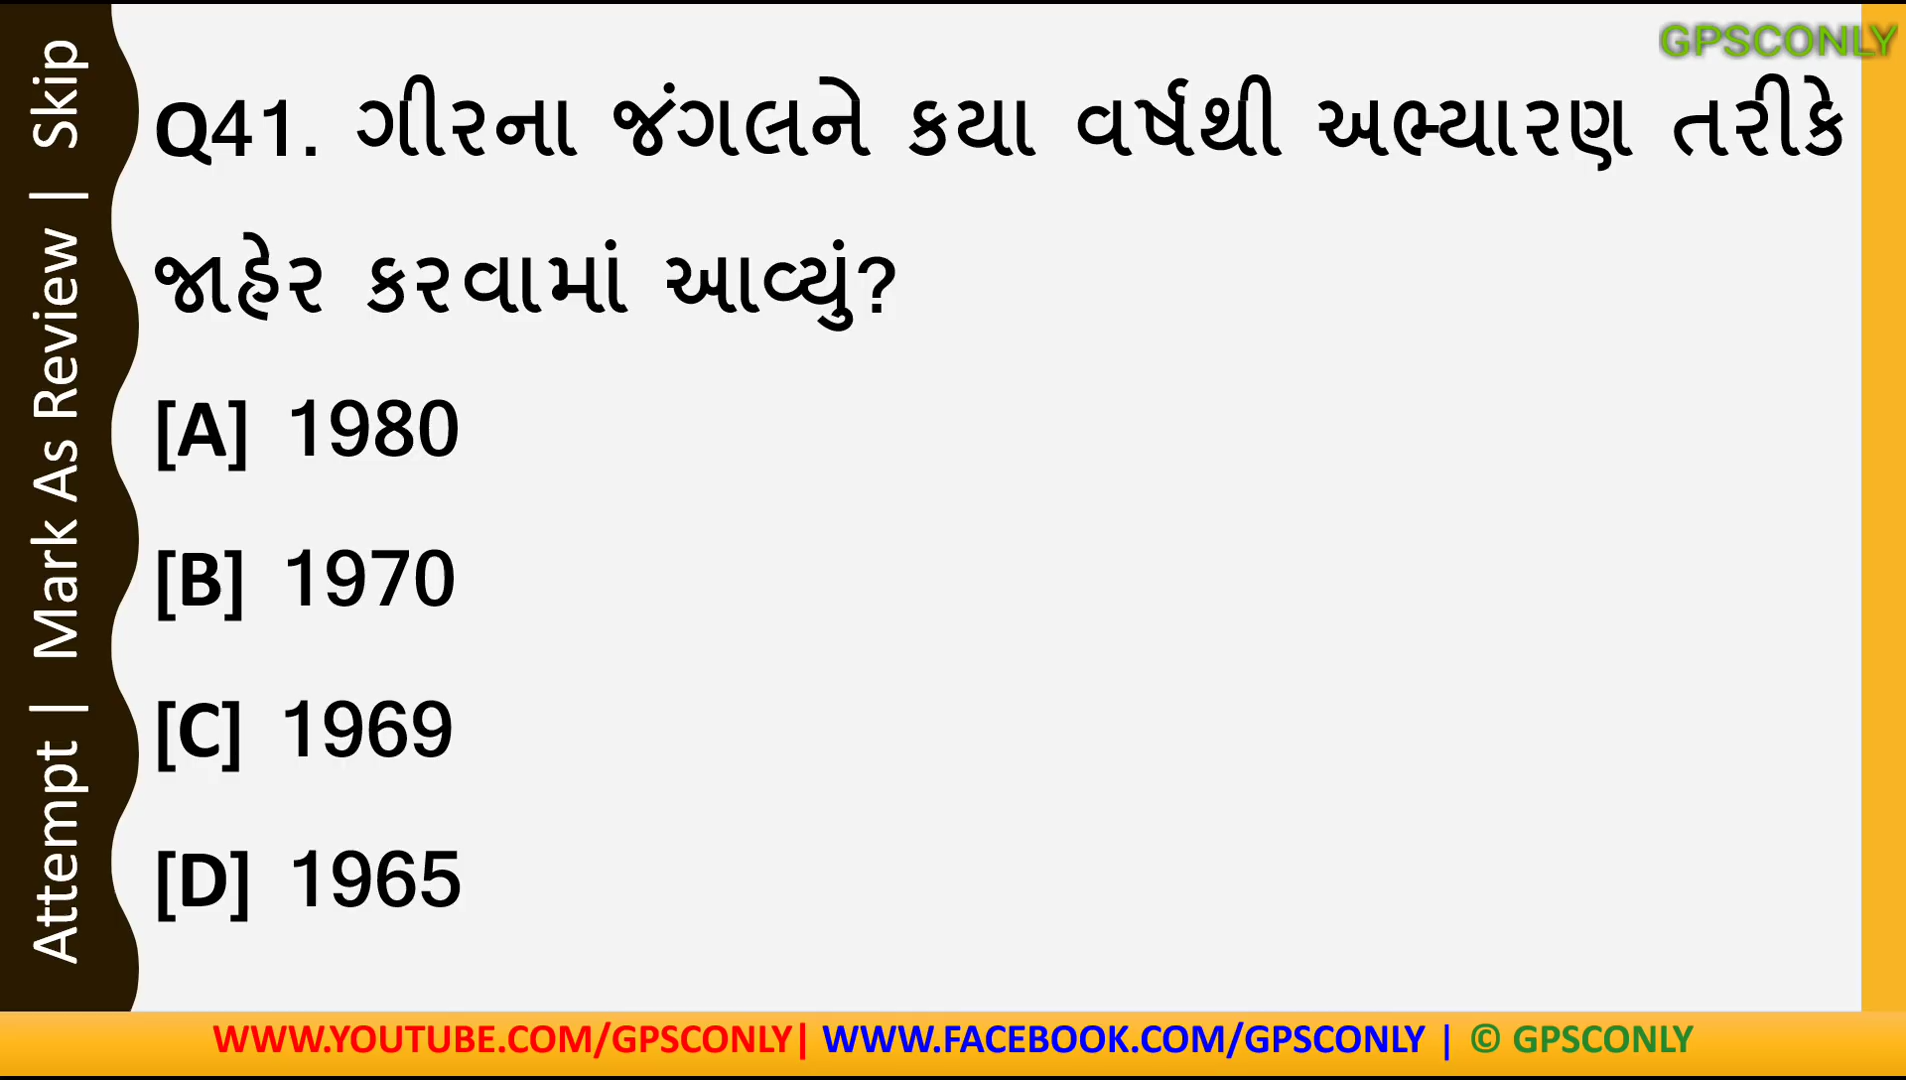 GPSCONLY
Q41. ગીરના જંગલને કયા વર્ષથી અભ્યારણ તરીકે
જાહેર કરવામાં આવ્યું?
[A] 1980
[B] 1970
[C] 1969
[D] 1965
Attempt | Mark As Review | Skip
WWW.YOUTUBE.COM/GPSCONLY| WWW.FACEBOOK.COM/GPSCONLY | © GPSCONLY